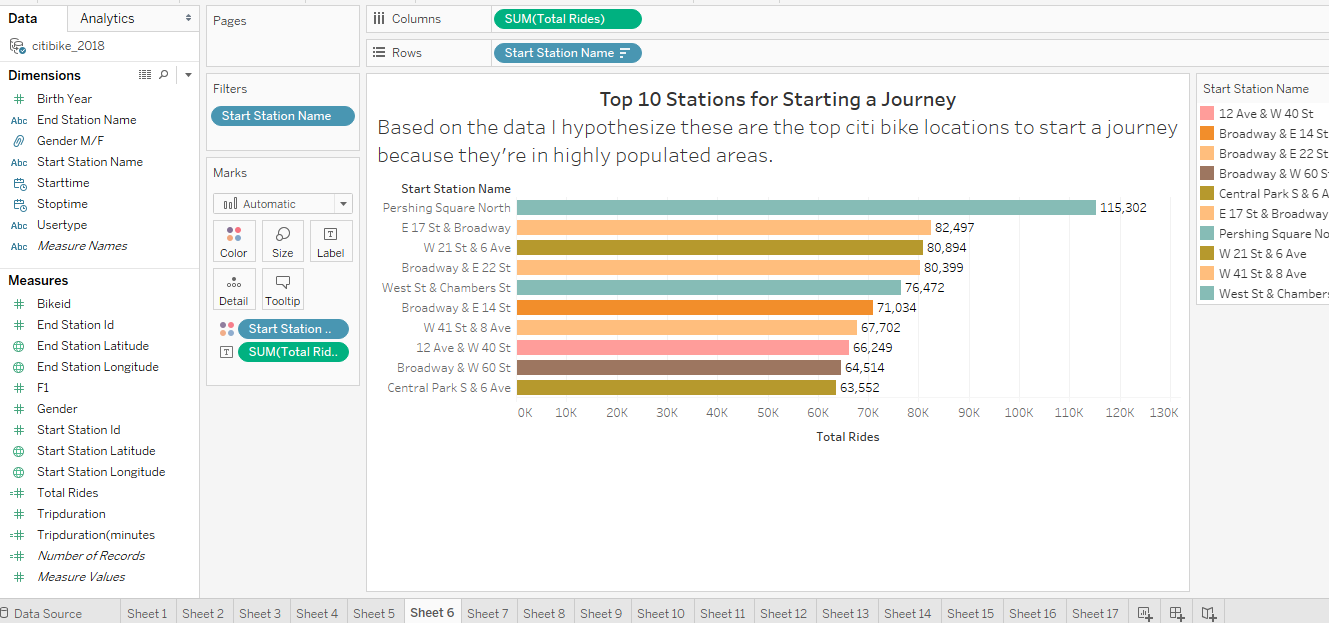 Data
Analytics
citibike_2018
Dimensions
Birth Year
Abc End Station Name
Gender M/F
Abc Start Station Name
Starttime
Stoptime
Abc Usertype
Abc Measure Names
Measures
Bikeid
End Station Id
End Station Latitude
End Station Longitude
F1
Gender
Start Station Id
Start Station Latitude
Start Station Longitude
Total Rides
Tripduration
Tripduration(minutes
Number of Records
Measure Values
Pages
Filters
Start Station Name
Marks
Automatic
Color Size Label
Detail Tooltip
Start Station ..
SUM(Total Rid..
Columns SUM(Total Rides)
Rows Start Station Name
Top 10 Stations for Starting a Journey
Based on the data I hypothesize these are the top citi bike locations to start a journey
because they're in highly populated areas.
Start Station Name
Pershing Square North 115,302
E 17 St & Broadway 82,497
W 21 St & 6 Ave 80,894
Broadway & E 22 St 80,399
West St & Chambers St 76,472
Broadway & E 14 St 71,034
W 41 St & 8 Ave 67,702
12 Ave & W 40 St 66,249
Broadway & W 60 St 64,514
Central Park S & 6 Ave 63,552
0K 10K 20K 30K 40K 50K 60K 70K 80K 90K 100K 110K 120K 130K
Total Rides
Start Station Name
12 Ave & W 40 St
Broadway & E 14 St
Broadway & E 22 St
Broadway & W 60 S
Central Park S & 6 A
E 17 St & Broadway
Pershing Square No
W 21 St & 6 Ave
W 41 St & 8 Ave
West St & Chambers
Data Source Sheet 1 Sheet 2 Sheet 3 Sheet 4 Sheet 5 Sheet 6 Sheet 7 Sheet 8 Sheet 9 Sheet 10 Sheet 11 Sheet 12 Sheet 13 Sheet 14 Sheet 15 Sheet 16 Sheet 17